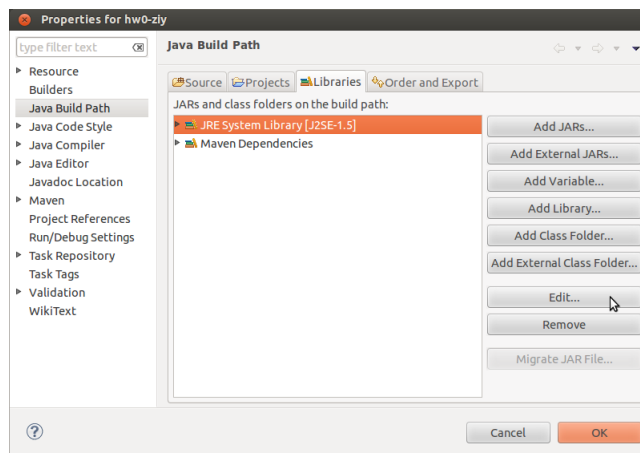 Properties for hw0-ziy
type filter text
Resource
Builders
Java Build Path
Java Code Style
Java Compiler
Java Editor
Javadoc Location
Maven
Project References
Run/Debug Settings
Task Repository
Task Tags
Validation
WikiText
Java Build Path
Source Projects Libraries Order and Export
JARs and class folders on the build path:
JRE System Library [J2SE-1.5]
Maven Dependencies
Add JARs...
Add External JARs...
Add Variable...
Add Library...
Add Class Folder...
Add External Class Folder...
Edit...
Remove
Migrate JAR File...
?
Cancel OK